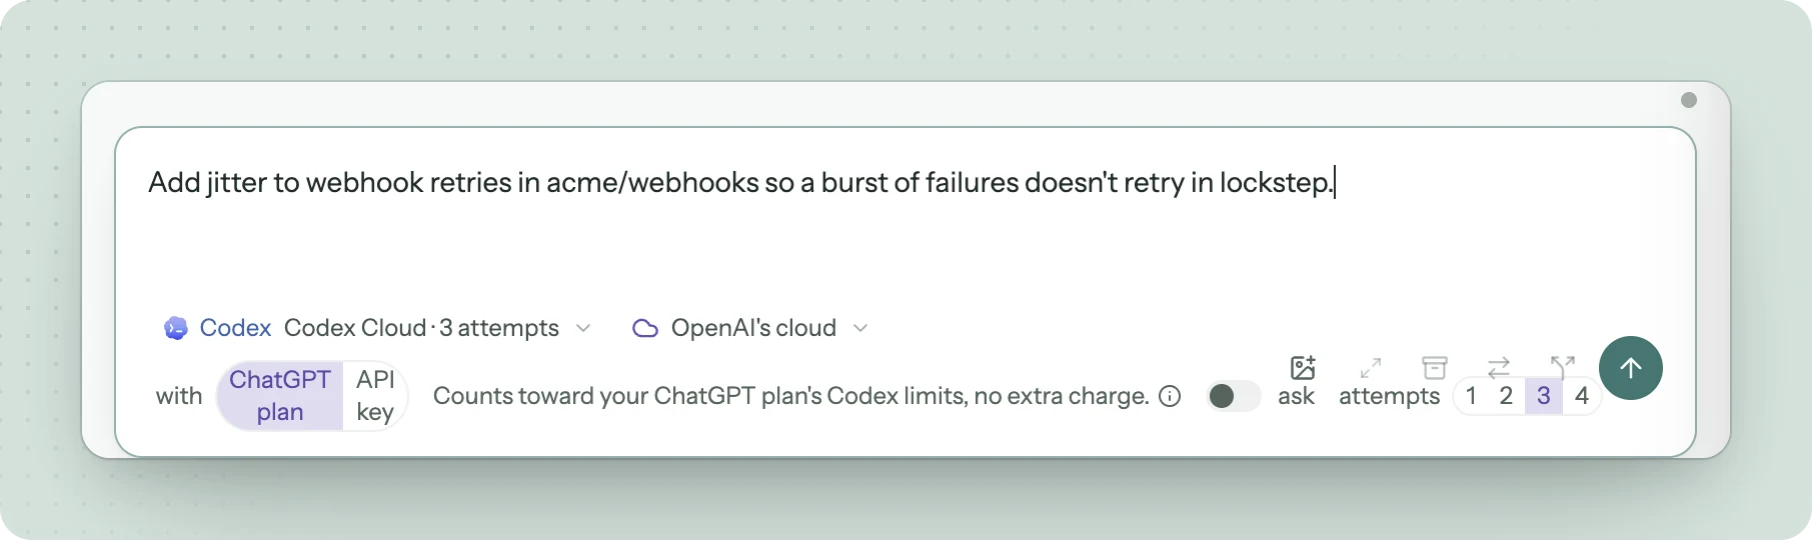 Add jitter to webhook retries in acme/webhooks so a burst of failures doesn't retry in lockstep.
Codex Codex Cloud · 3 attempts OpenAI's cloud
with ChatGPT plan API key Counts toward your ChatGPT plan's Codex limits, no extra charge. ask attempts 1 2 3 4